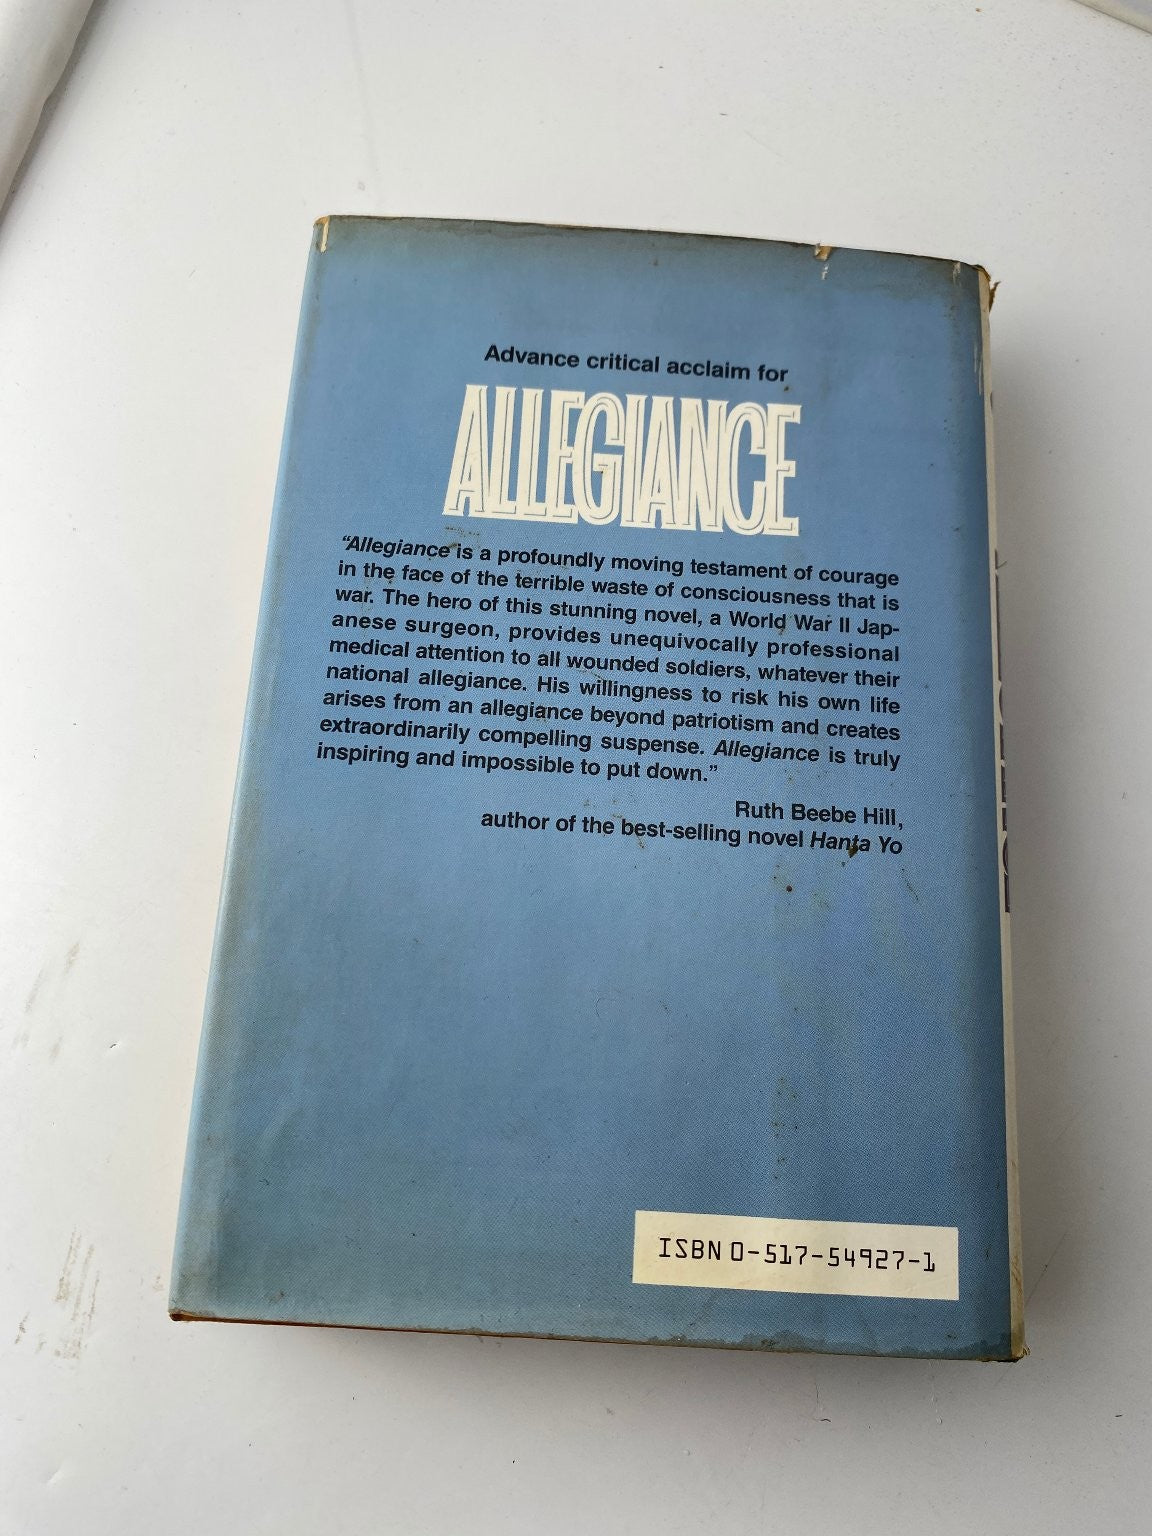 Advance critical acclaim for
ALLEGIANCE
“Allegiance is a profoundly moving testament of courage
in the face of the terrible waste of consciousness that is
war. The hero of this stunning novel, a World War II Jap-
anese surgeon, provides unequivocally professional
medical attention to all wounded soldiers, whatever their
national allegiance. His willingness to risk his own life
arises from an allegiance beyond patriotism and creates
extraordinarily compelling suspense. Allegiance is truly
inspiring and impossible to put down.”
Ruth Beebe Hill,
author of the best-selling novel Hanta Yo
ISBN 0-517-54927-1